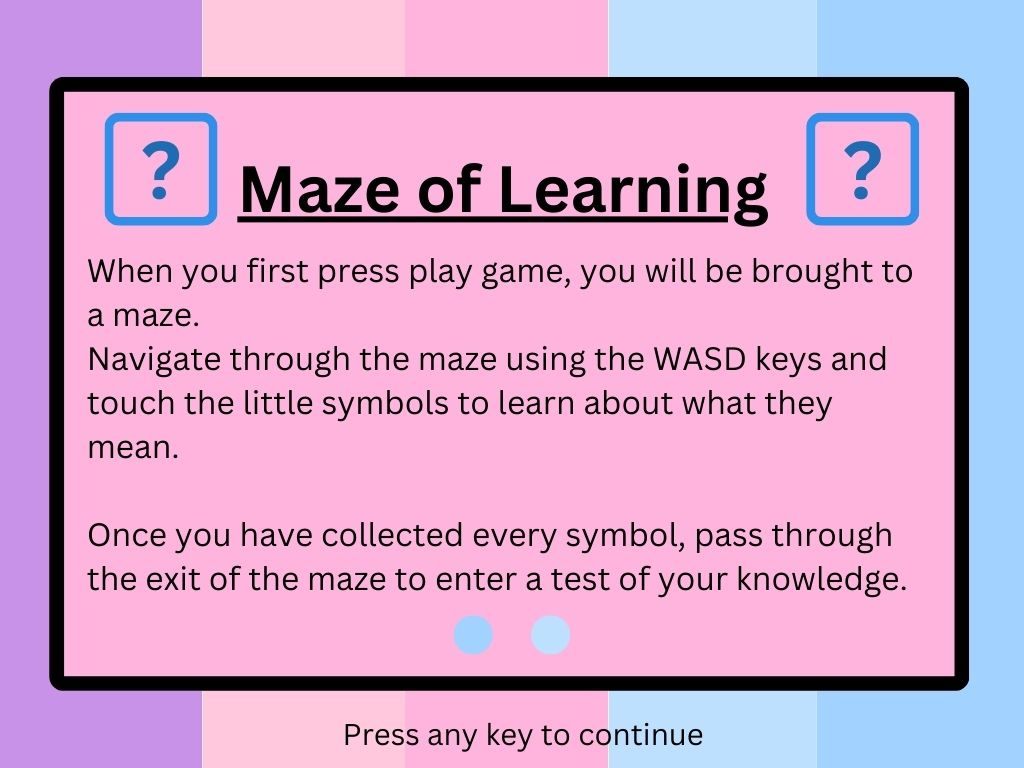 ? Maze of Learning ?
When you first press play game, you will be brought to
a maze.
Navigate through the maze using the WASD keys and
touch the little symbols to learn about what they
mean.
Once you have collected every symbol, pass through
the exit of the maze to enter a test of your knowledge.
Press any key to continue